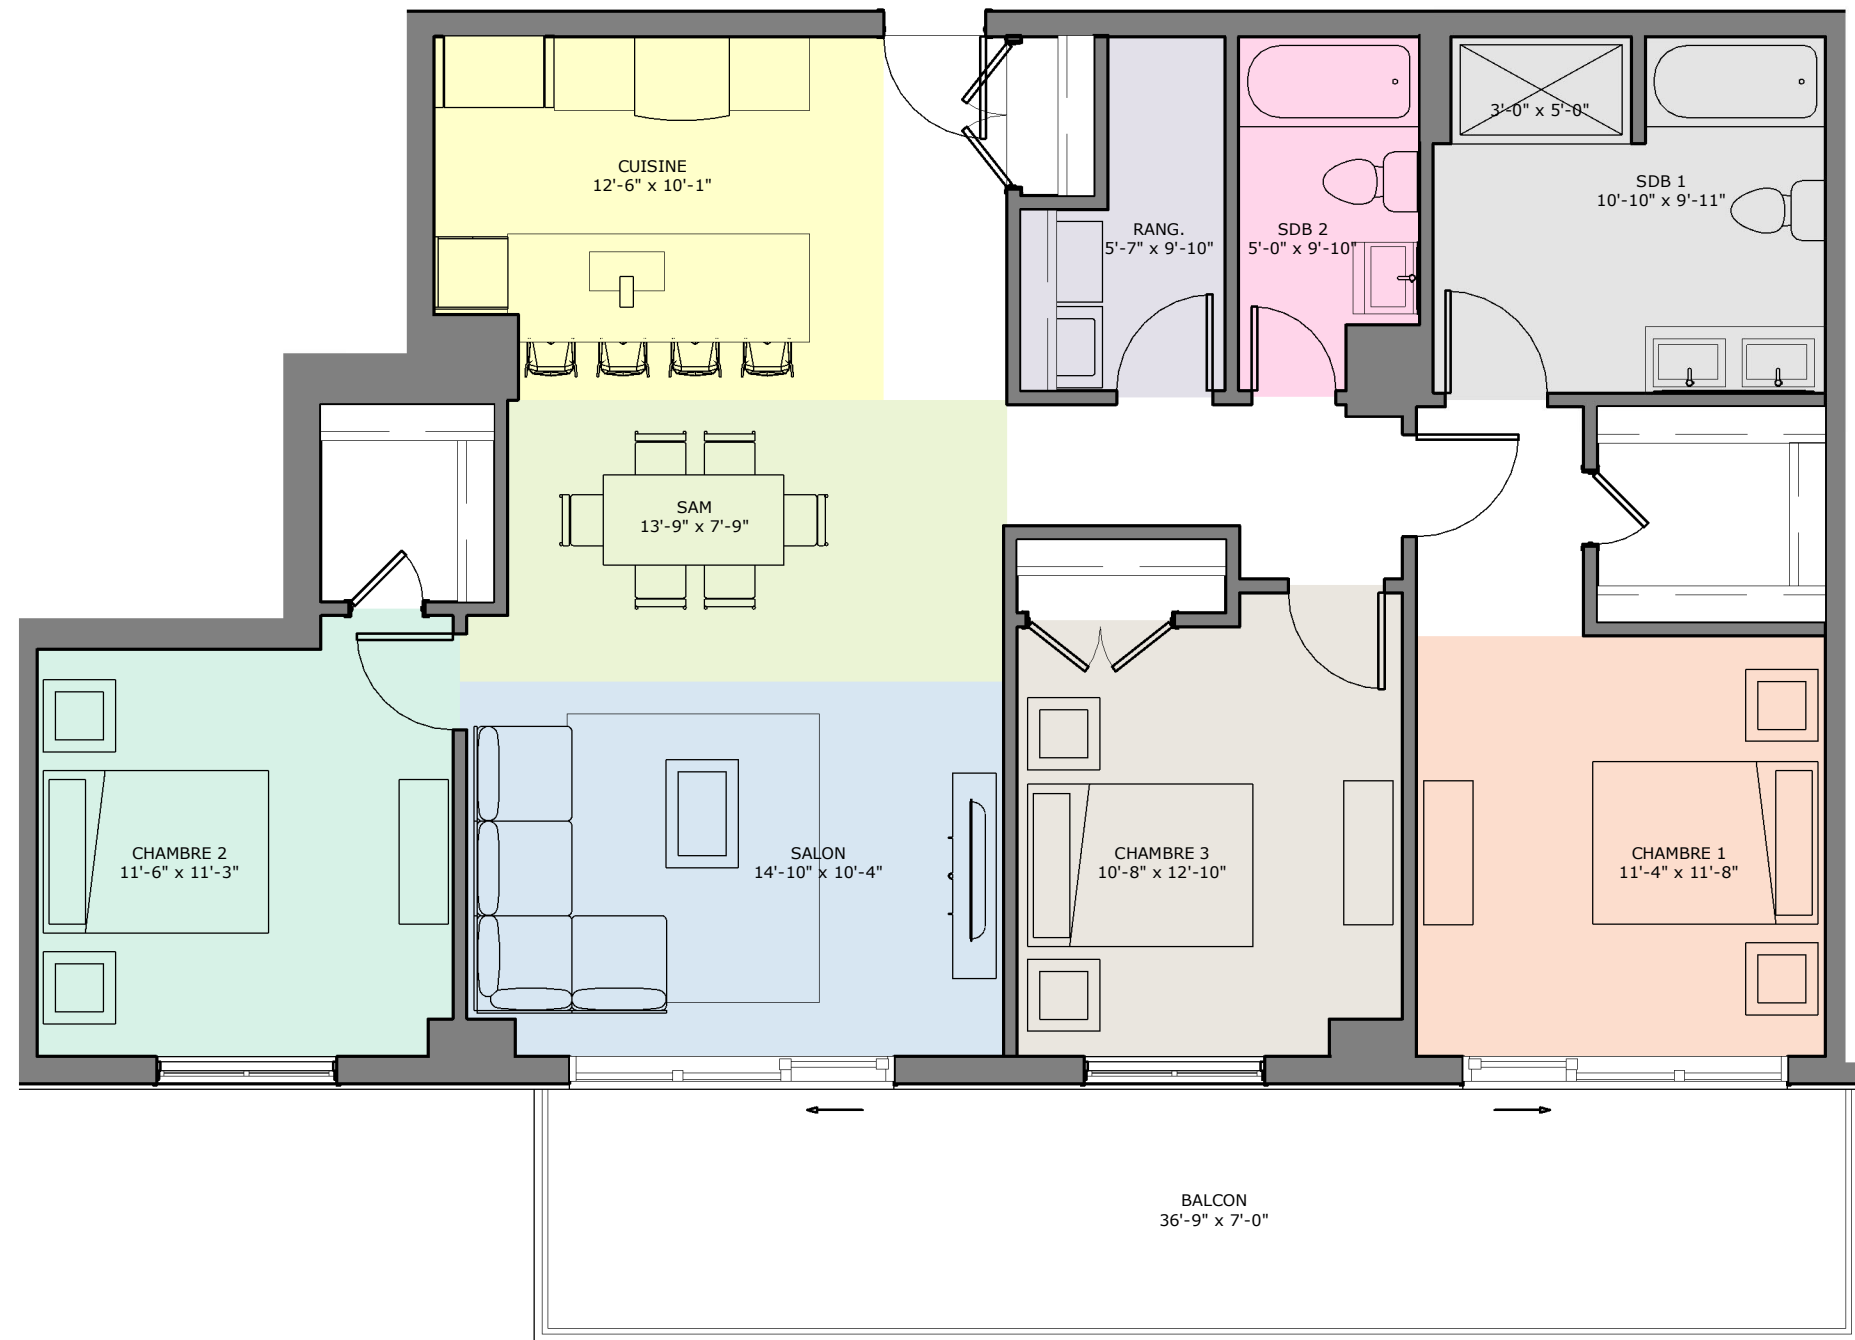 3'-0" x 5'-0"
CUISINE
12'-6" x 10'-1"
SDB 1
10'-10" x 9'-11"
RANG.
5'-7" x 9'-10"
SDB 2
5'-0" x 9'-10"
SAM
13'-9" x 7'-9"
CHAMBRE 2
11'-6" x 11'-3"
SALON
14'-10" x 10'-4"
CHAMBRE 3
10'-8" x 12'-10"
CHAMBRE 1
11'-4" x 11'-8"
BALCON
36'-9" x 7'-0"